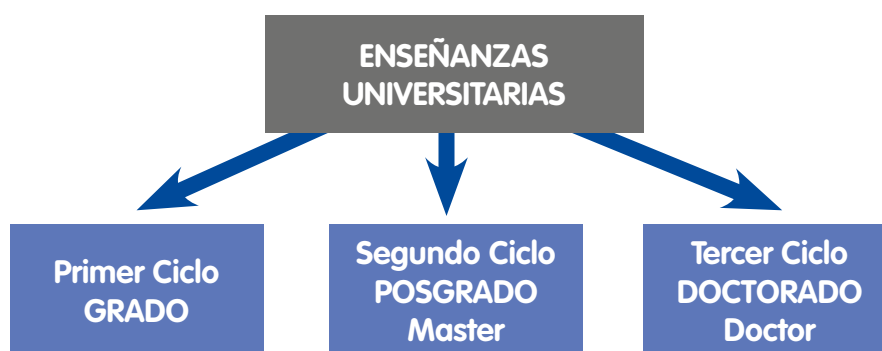 ENSEÑANZAS
UNIVERSITARIAS
Primer Ciclo
GRADO
Segundo Ciclo
POSGRADO
Master
Tercer Ciclo
DOCTORADO
Doctor